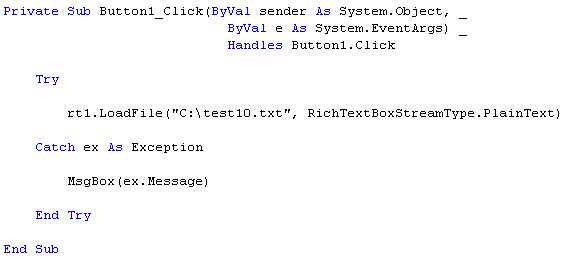 Private Sub Button1_Click(ByVal sender As System.Object, _
ByVal e As System.EventArgs) _
Handles Button1.Click
Try
rt1.LoadFile("C:\test10.txt", RichTextBoxStreamType.PlainText)
Catch ex As Exception
MsgBox(ex.Message)
End Try
End Sub